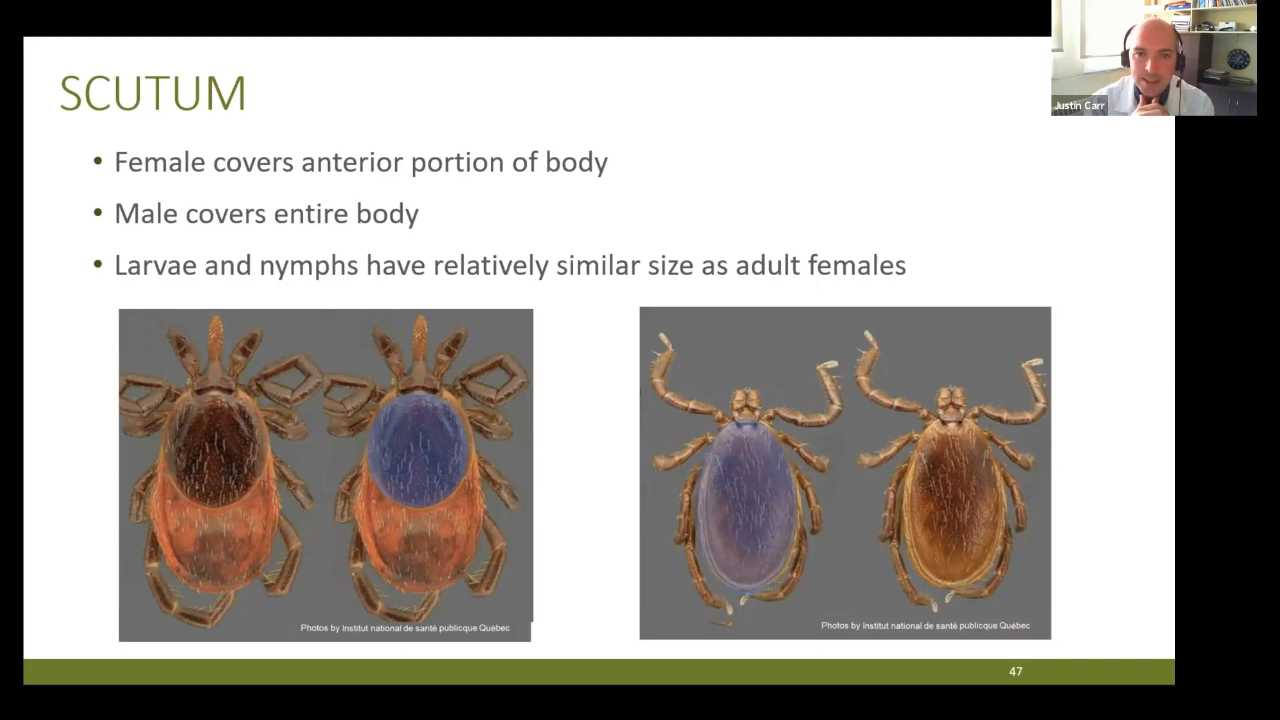 SCUTUM
Justin Carr
• Female covers anterior portion of body
• Male covers entire body
• Larvae and nymphs have relatively similar size as adult females
Photos by Institut national de santé publicque Québec
Photos by Institut national de santé publicque Québec
47